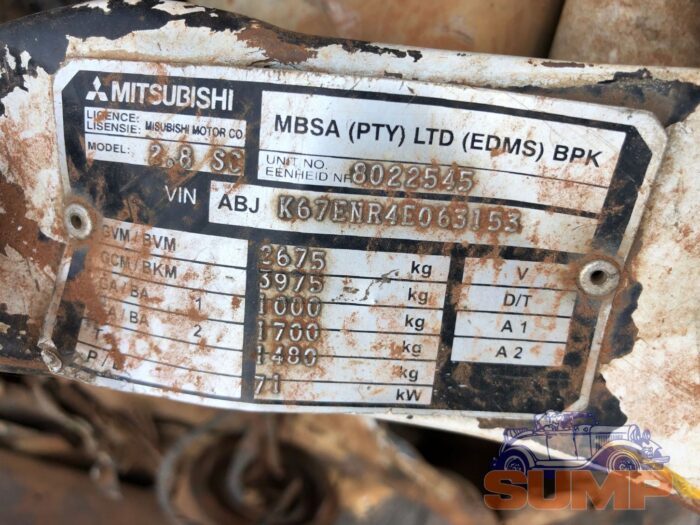 MITSUBISHI
LICENCE:
LISENSIE: MISUBISHI MOTOR CO
MODEL: 2.8 SC
MBSA (PTY) LTD (EDMS) BPK
UNIT NO.
EENHEID NR 8022545
VIN ABJ K67ENR4E063153
GVM/BVM 2675 kg
GCM/BKM 3975 kg
GA/BA 1 1000 kg
GA/BA 2 1700 kg
T 1480 kg
P/ 71 kW
V
D/T
A 1
A 2
SUMP